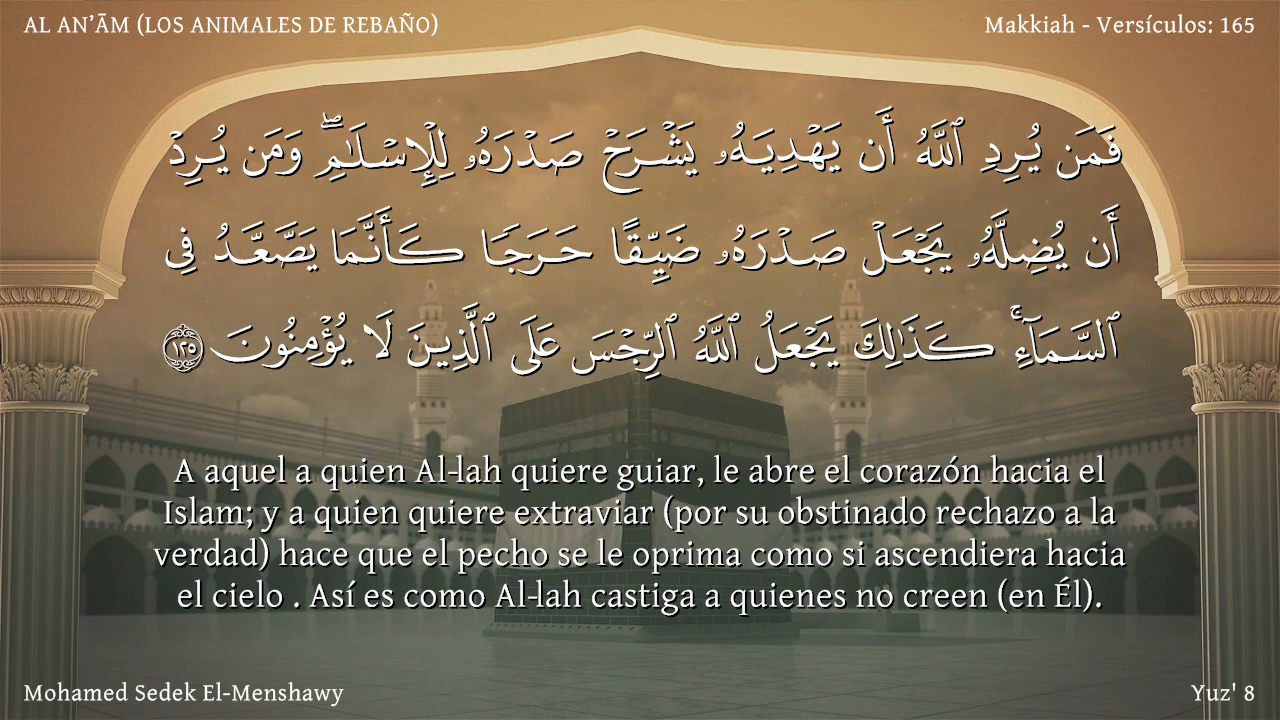 AL AN’ĀM (LOS ANIMALES DE REBAÑO)
Makkiah - Versículos: 165
فَمَن يُرِدِ ٱللَّهُ أَن يَهْدِيَهُۥ يَشْرَحْ صَدْرَهُۥ لِلْإِسْلَٰمِ ۖ وَمَن يُرِدْ
أَن يُضِلَّهُۥ يَجْعَلْ صَدْرَهُۥ ضَيِّقًا حَرَجًا كَأَنَّمَا يَصَّعَّدُ فِى
ٱلسَّمَآءِ ۚ كَذَٰلِكَ يَجْعَلُ ٱللَّهُ ٱلرِّجْسَ عَلَى ٱلَّذِينَ لَا يُؤْمِنُونَ ١٢٥
A aquel a quien Al-lah quiere guiar, le abre el corazón hacia el
Islam; y a quien quiere extraviar (por su obstinado rechazo a la
verdad) hace que el pecho se le oprima como si ascendiera hacia
el cielo . Así es como Al-lah castiga a quienes no creen (en Él).
Mohamed Sedek El-Menshawy
Yuz' 8